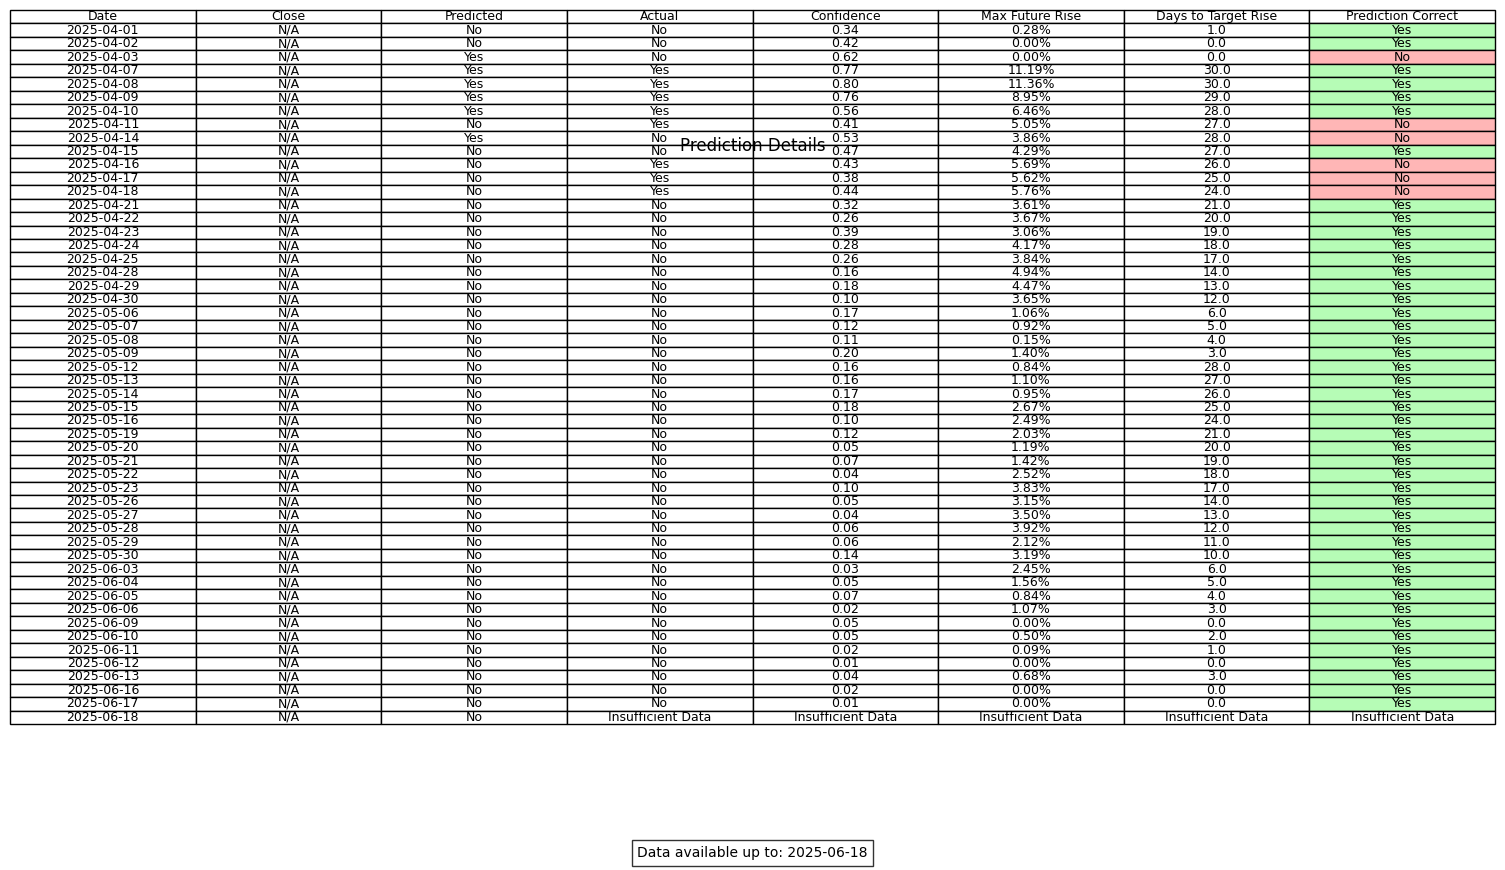 Date Close Predicted Actual Confidence Max Future Rise Days to Target Rise Prediction Correct
2025-04-01 N/A No No 0.34 0.28% 1.0 Yes
2025-04-02 N/A No No 0.42 0.00% 0.0 Yes
2025-04-03 N/A Yes No 0.62 0.00% 0.0 No
2025-04-07 N/A Yes Yes 0.77 11.19% 30.0 Yes
2025-04-08 N/A Yes Yes 0.80 11.36% 30.0 Yes
2025-04-09 N/A Yes Yes 0.76 8.95% 29.0 Yes
2025-04-10 N/A Yes Yes 0.56 6.46% 28.0 Yes
2025-04-11 N/A No Yes 0.41 5.05% 27.0 No
2025-04-14 N/A Yes No 0.53 3.86% 28.0 No
Prediction Details
2025-04-15 N/A No No 0.47 4.29% 27.0 Yes
2025-04-16 N/A No Yes 0.43 5.69% 26.0 No
2025-04-17 N/A No Yes 0.38 5.62% 25.0 No
2025-04-18 N/A No Yes 0.44 5.76% 24.0 No
2025-04-21 N/A No No 0.32 3.61% 21.0 Yes
2025-04-22 N/A No No 0.26 3.67% 20.0 Yes
2025-04-23 N/A No No 0.39 3.06% 19.0 Yes
2025-04-24 N/A No No 0.28 4.17% 18.0 Yes
2025-04-25 N/A No No 0.26 3.84% 17.0 Yes
2025-04-28 N/A No No 0.16 4.94% 14.0 Yes
2025-04-29 N/A No No 0.18 4.47% 13.0 Yes
2025-04-30 N/A No No 0.10 3.65% 12.0 Yes
2025-05-06 N/A No No 0.17 1.06% 6.0 Yes
2025-05-07 N/A No No 0.12 0.92% 5.0 Yes
2025-05-08 N/A No No 0.11 0.15% 4.0 Yes
2025-05-09 N/A No No 0.20 1.40% 3.0 Yes
2025-05-12 N/A No No 0.16 0.84% 28.0 Yes
2025-05-13 N/A No No 0.16 1.10% 27.0 Yes
2025-05-14 N/A No No 0.17 0.95% 26.0 Yes
2025-05-15 N/A No No 0.18 2.67% 25.0 Yes
2025-05-16 N/A No No 0.10 2.49% 24.0 Yes
2025-05-19 N/A No No 0.12 2.03% 21.0 Yes
2025-05-20 N/A No No 0.05 1.19% 20.0 Yes
2025-05-21 N/A No No 0.07 1.42% 19.0 Yes
2025-05-22 N/A No No 0.04 2.52% 18.0 Yes
2025-05-23 N/A No No 0.10 3.83% 17.0 Yes
2025-05-26 N/A No No 0.05 3.15% 14.0 Yes
2025-05-27 N/A No No 0.04 3.50% 13.0 Yes
2025-05-28 N/A No No 0.06 3.92% 12.0 Yes
2025-05-29 N/A No No 0.06 2.12% 11.0 Yes
2025-05-30 N/A No No 0.14 3.19% 10.0 Yes
2025-06-03 N/A No No 0.03 2.45% 6.0 Yes
2025-06-04 N/A No No 0.05 1.56% 5.0 Yes
2025-06-05 N/A No No 0.07 0.84% 4.0 Yes
2025-06-06 N/A No No 0.02 1.07% 3.0 Yes
2025-06-09 N/A No No 0.05 0.00% 0.0 Yes
2025-06-10 N/A No No 0.05 0.50% 2.0 Yes
2025-06-11 N/A No No 0.02 0.09% 1.0 Yes
2025-06-12 N/A No No 0.01 0.00% 0.0 Yes
2025-06-13 N/A No No 0.04 0.68% 3.0 Yes
2025-06-16 N/A No No 0.02 0.00% 0.0 Yes
2025-06-17 N/A No No 0.01 0.00% 0.0 Yes
2025-06-18 N/A No Insufficient Data Insufficient Data Insufficient Data Insufficient Data Insufficient Data
Data available up to: 2025-06-18